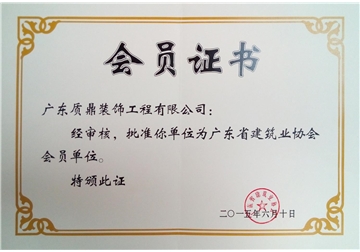 会员证书
广东质鼎装饰工程有限公司：
经审核，批准你单位为广东省建筑业协会
会员单位。
特颁此证
二〇一五年六月十日